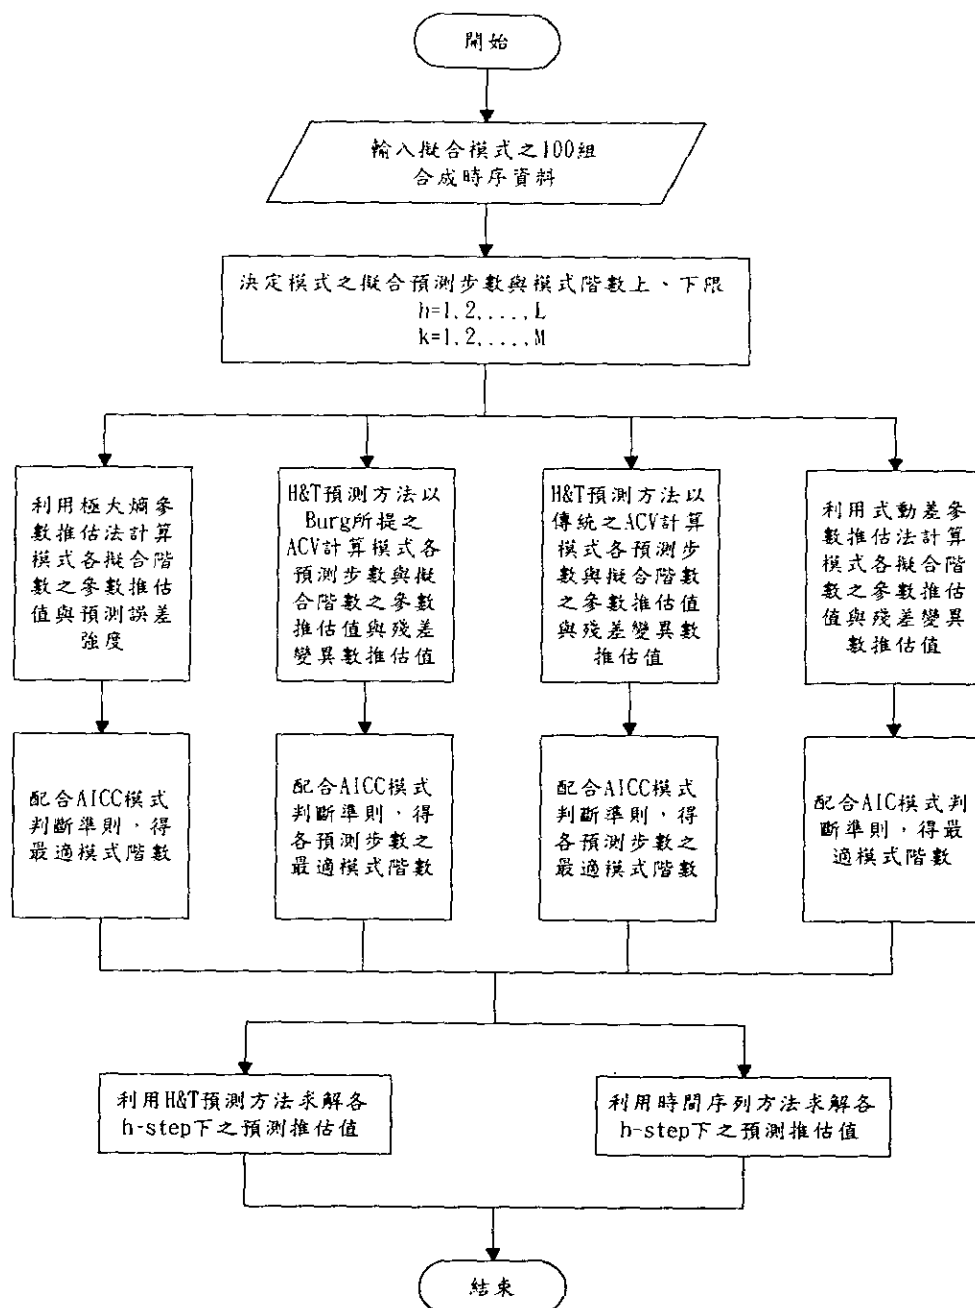 開始
輸入擬合模式之100組
合成時序資料
決定模式之擬合預測步數與模式階數上、下限
h=1,2,...,L
k=1,2,...,M
利用極大熵參
數推估法計算
模式各擬合階
數之參數推估
值與預測誤差
強度
H&T預測方法以
Burg所提之
ACV計算模式各
預測步數與擬
合階數之參數
推估值與殘差
變異數推估值
H&T預測方法以
傳統之ACV計算
模式各預測步
數與擬合階數
之參數推估值
與殘差變異數
推估值
利用式動差參
數推估法計算
模式各擬合階
數之參數推估
值與殘差變異
數推估值
配合AICC模式
判斷準則，得
最適模式階數
配合AICC模式
判斷準則，得
各預測步數之
最適模式階數
配合AICC模式
判斷準則，得
各預測步數之
最適模式階數
配合AIC模式判
斷準則，得最
適模式階數
利用H&T預測方法求解各
h-step下之預測推估值
利用時間序列方法求解各
h-step下之預測推估值
結束